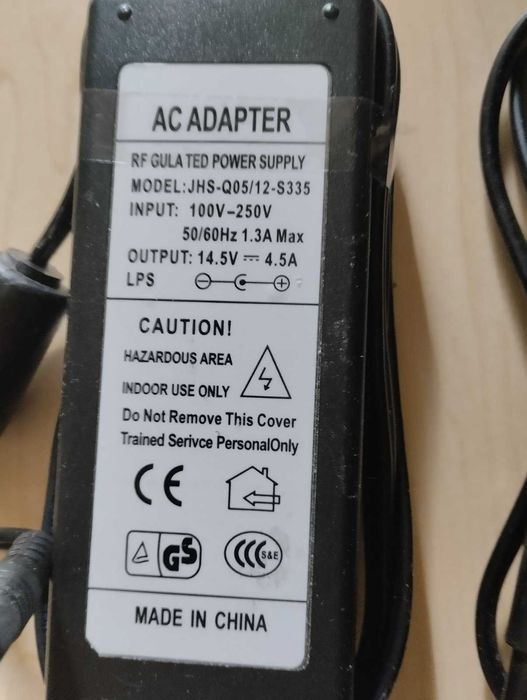 AC ADAPTER
RF GULA TED POWER SUPPLY
MODEL:JHS-Q05/12-S335
INPUT: 100V-250V
50/60Hz 1.3A Max
OUTPUT: 14.5V ⎓ 4.5A
LPS
CAUTION!
HAZARDOUS AREA
INDOOR USE ONLY
Do Not Remove This Cover
Trained Serivce PersonalOnly
CE
GS
CCC S&E
MADE IN CHINA